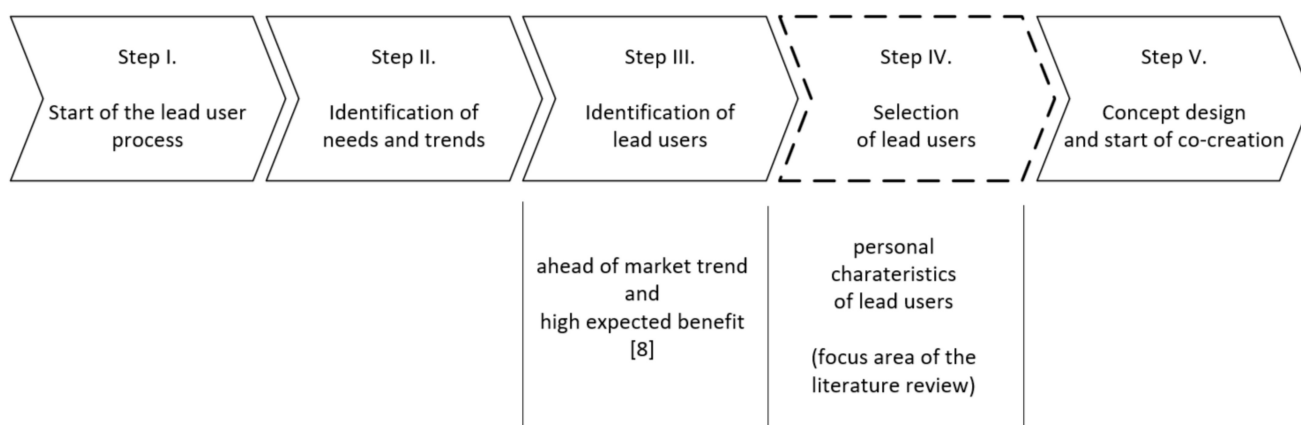 Step I.
Start of the lead user
process
Step II.
Identification of
needs and trends
Step III.
Identification of
lead users
Step IV.
Selection
of lead users
Step V.
Concept design
and start of co-creation
ahead of market trend
and
high expected benefit
[8]
personal
charateristics
of lead users
(focus area of the
literature review)